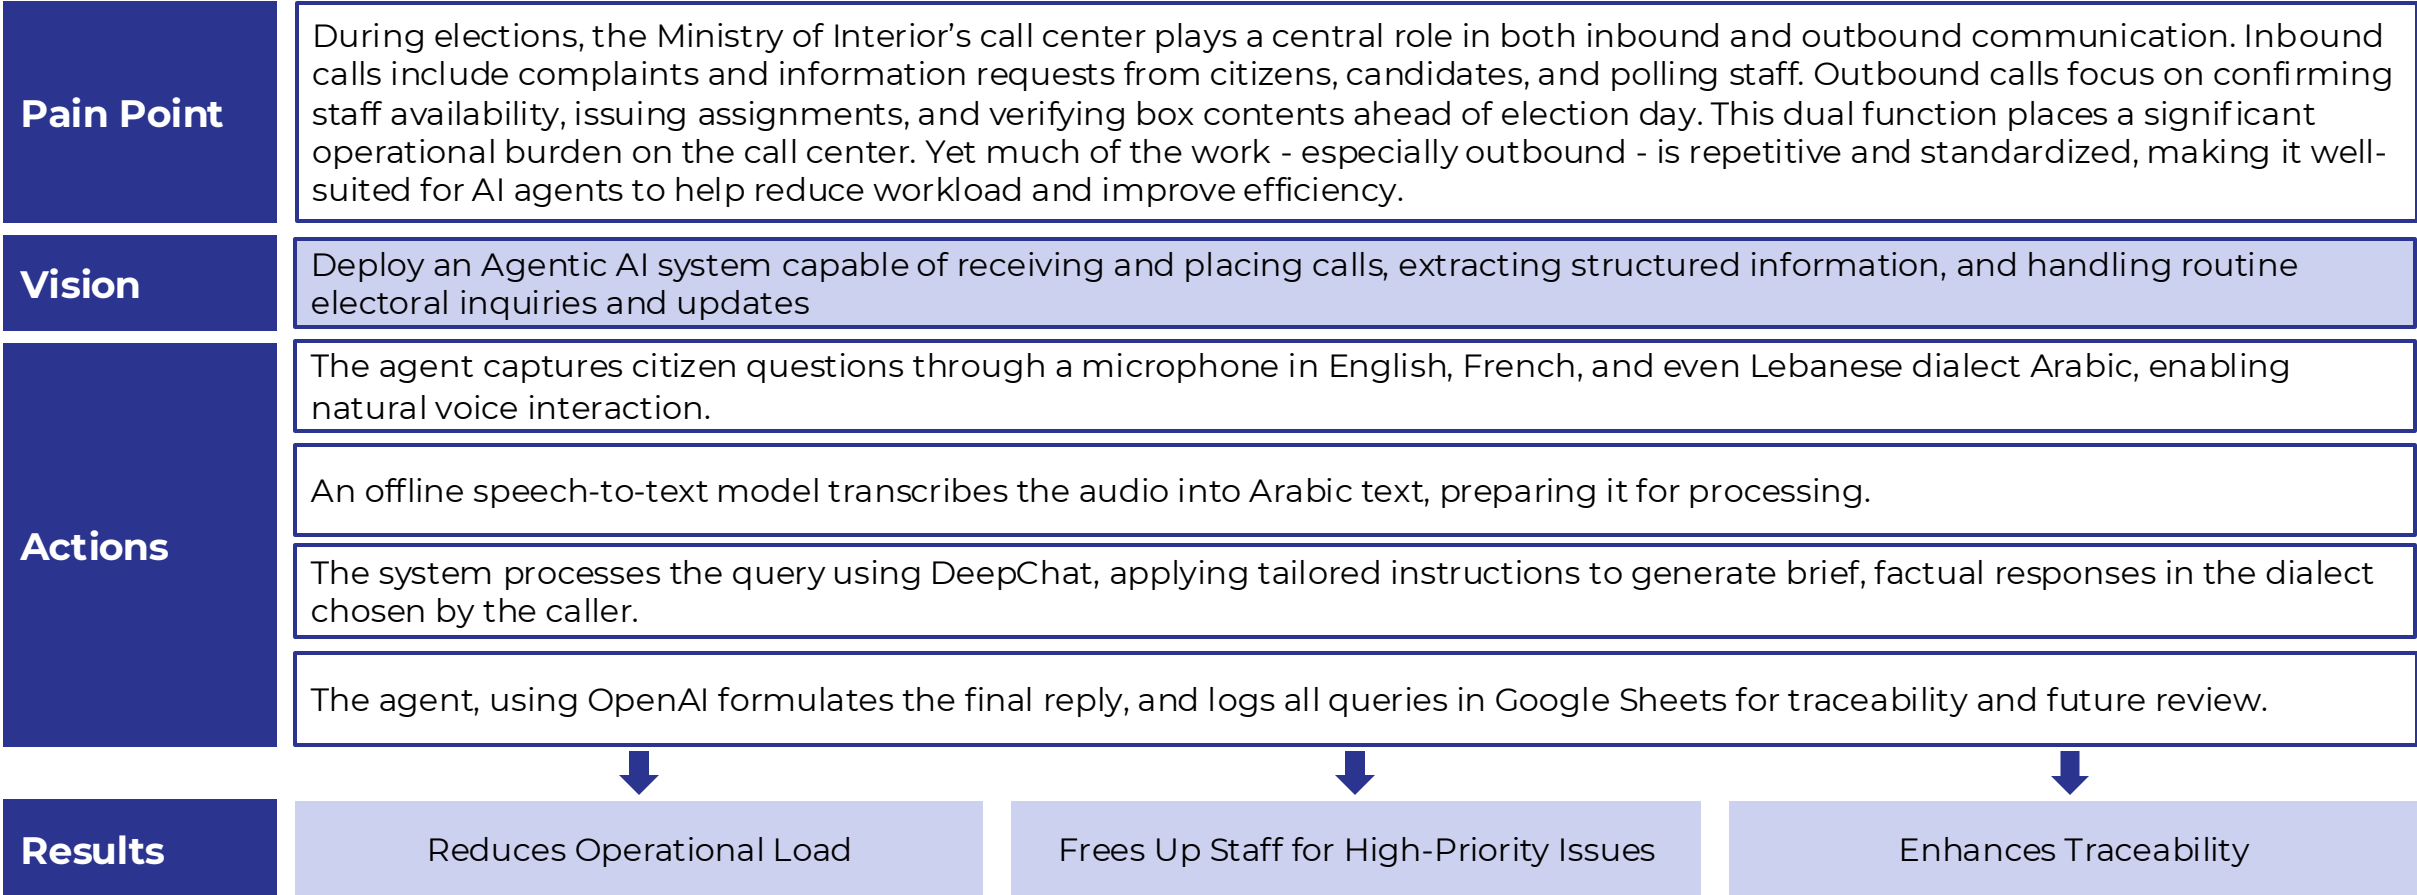 Pain Point
During elections, the Ministry of Interior’s call center plays a central role in both inbound and outbound communication. Inbound
calls include complaints and information requests from citizens, candidates, and polling staff. Outbound calls focus on confirming
staff availability, issuing assignments, and verifying box contents ahead of election day. This dual function places a significant
operational burden on the call center. Yet much of the work - especially outbound - is repetitive and standardized, making it well-
suited for AI agents to help reduce workload and improve efficiency.
Vision
Deploy an Agentic AI system capable of receiving and placing calls, extracting structured information, and handling routine
electoral inquiries and updates
Actions
The agent captures citizen questions through a microphone in English, French, and even Lebanese dialect Arabic, enabling
natural voice interaction.
An offline speech-to-text model transcribes the audio into Arabic text, preparing it for processing.
The system processes the query using DeepChat, applying tailored instructions to generate brief, factual responses in the dialect
chosen by the caller.
The agent, using OpenAI formulates the final reply, and logs all queries in Google Sheets for traceability and future review.
Results
Reduces Operational Load
Frees Up Staff for High-Priority Issues
Enhances Traceability